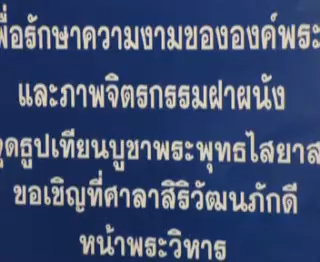 เพื่อรักษาความงามขององค์พระ
และภาพจิตรกรรมฝาผนัง
จุดธูปเทียนบูชาพระพุทธไสยาส
ขอเชิญที่ศาลาสิริวัฒนภักดี
หน้าพระวิหาร